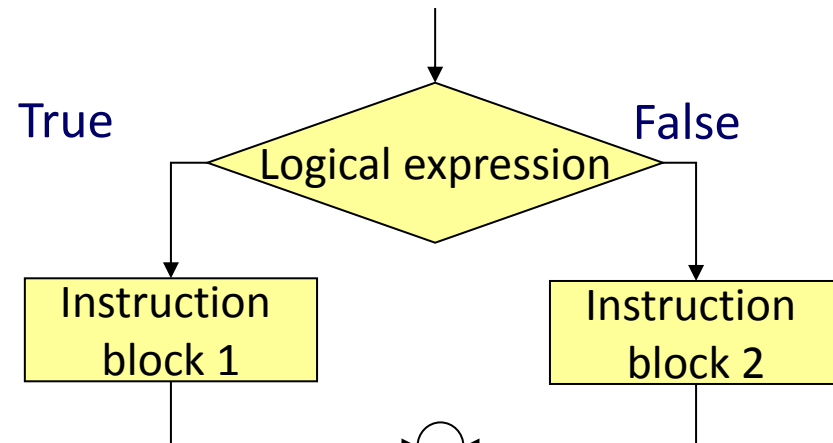 True
False
Logical expression
Instruction
block 1
Instruction
block 2